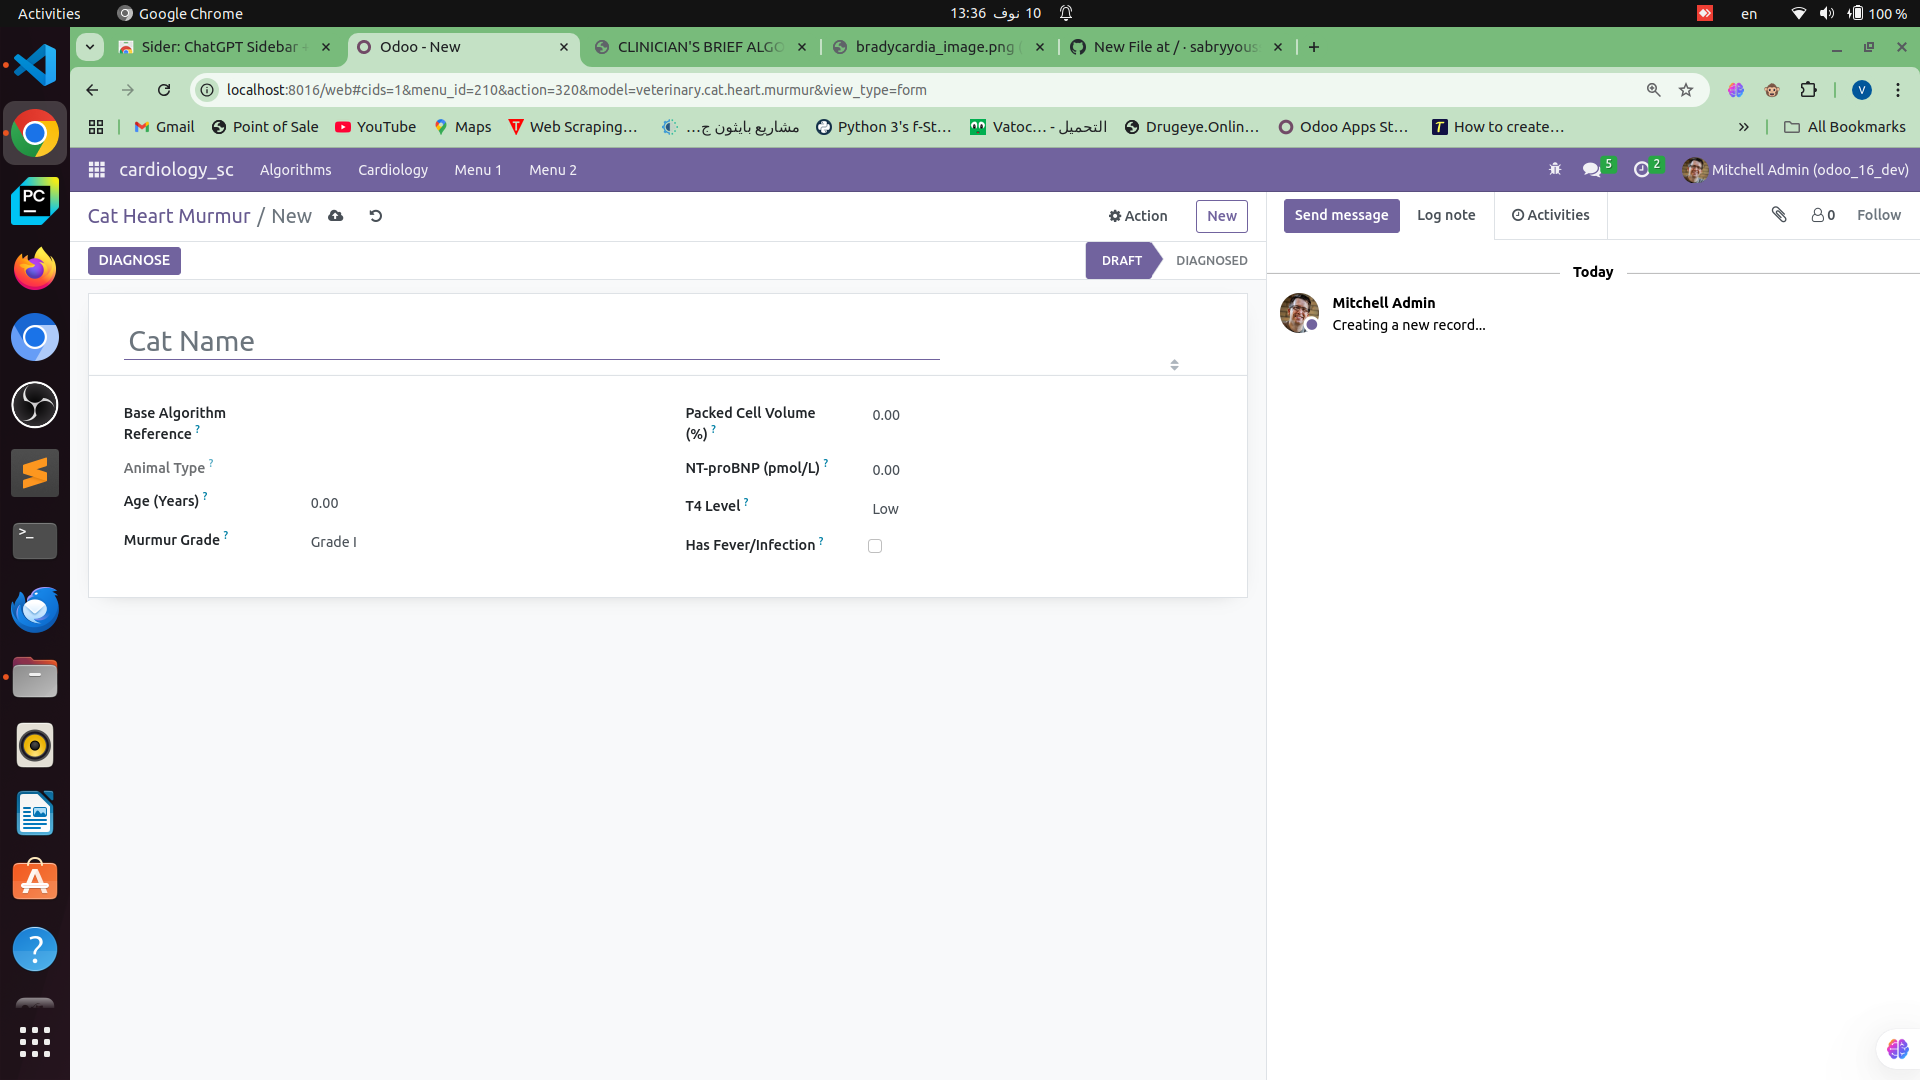 Activities
Google Chrome
13:36 10 نوف
en
100 %
Sider: ChatGPT Sidebar
Odoo - New
CLINICIAN'S BRIEF ALGO
bradycardia_image.png
New File at / · sabryyous
localhost:8016/web#cids=1&menu_id=210&action=320&model=veterinary.cat.heart.murmur&view_type=form
V
Gmail
Point of Sale
YouTube
Maps
Web Scraping…
مشاريع بايثون ج…
Python 3's f-St…
Vatoc… - التحميل
Drugeye.Onlin…
Odoo Apps St…
How to create…
All Bookmarks
cardiology_sc
Algorithms
Cardiology
Menu 1
Menu 2
5
2
Mitchell Admin (odoo_16_dev)
Cat Heart Murmur / New
Action
New
Send message
Log note
Activities
0
Follow
DIAGNOSE
DRAFT
DIAGNOSED
Today
Mitchell Admin
Creating a new record...
Cat Name
Base Algorithm
Reference ?
Animal Type ?
Age (Years) ?
0.00
Murmur Grade ?
Grade I
Packed Cell Volume
(%) ?
0.00
NT-proBNP (pmol/L) ?
0.00
T4 Level ?
Low
Has Fever/Infection ?